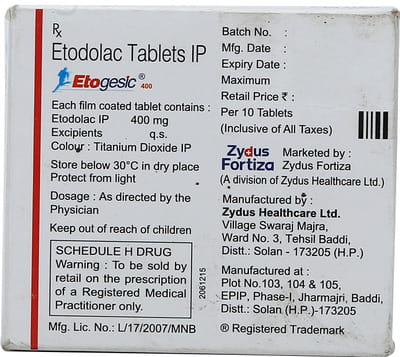 Rx
Etodolac Tablets IP
Etogesic® 400
Each film coated tablet contains :
Etodolac IP 400 mg
Excipients q.s.
Colour : Titanium Dioxide IP
Store below 30°C in dry place
Protect from light
Dosage : As directed by the
Physician
Keep out of reach of children
SCHEDULE H DRUG
Warning : To be sold by
retail on the prescription
of a Registered Medical
Practitioner only.
Mfg. Lic. No.: L/17/2007/MNB
2061215
Batch No. :
Mfg. Date :
Expiry Date :
Maximum
Retail Price ₹ :
Per 10 Tablets
(Inclusive of All Taxes)
Zydus
Fortiza
Marketed by :
Zydus Fortiza
(A division of Zydus Healthcare Ltd.)
Manufactured by :
Zydus Healthcare Ltd.
Village Swaraj Majra,
Ward No. 3, Tehsil Baddi,
Distt.: Solan - 173205 (H.P.)
Manufactured at :
Plot No.103, 104 & 105,
EPIP, Phase-I, Jharmajri, Baddi,
Distt.: Solan (H.P.)-173205
® Registered Trademark